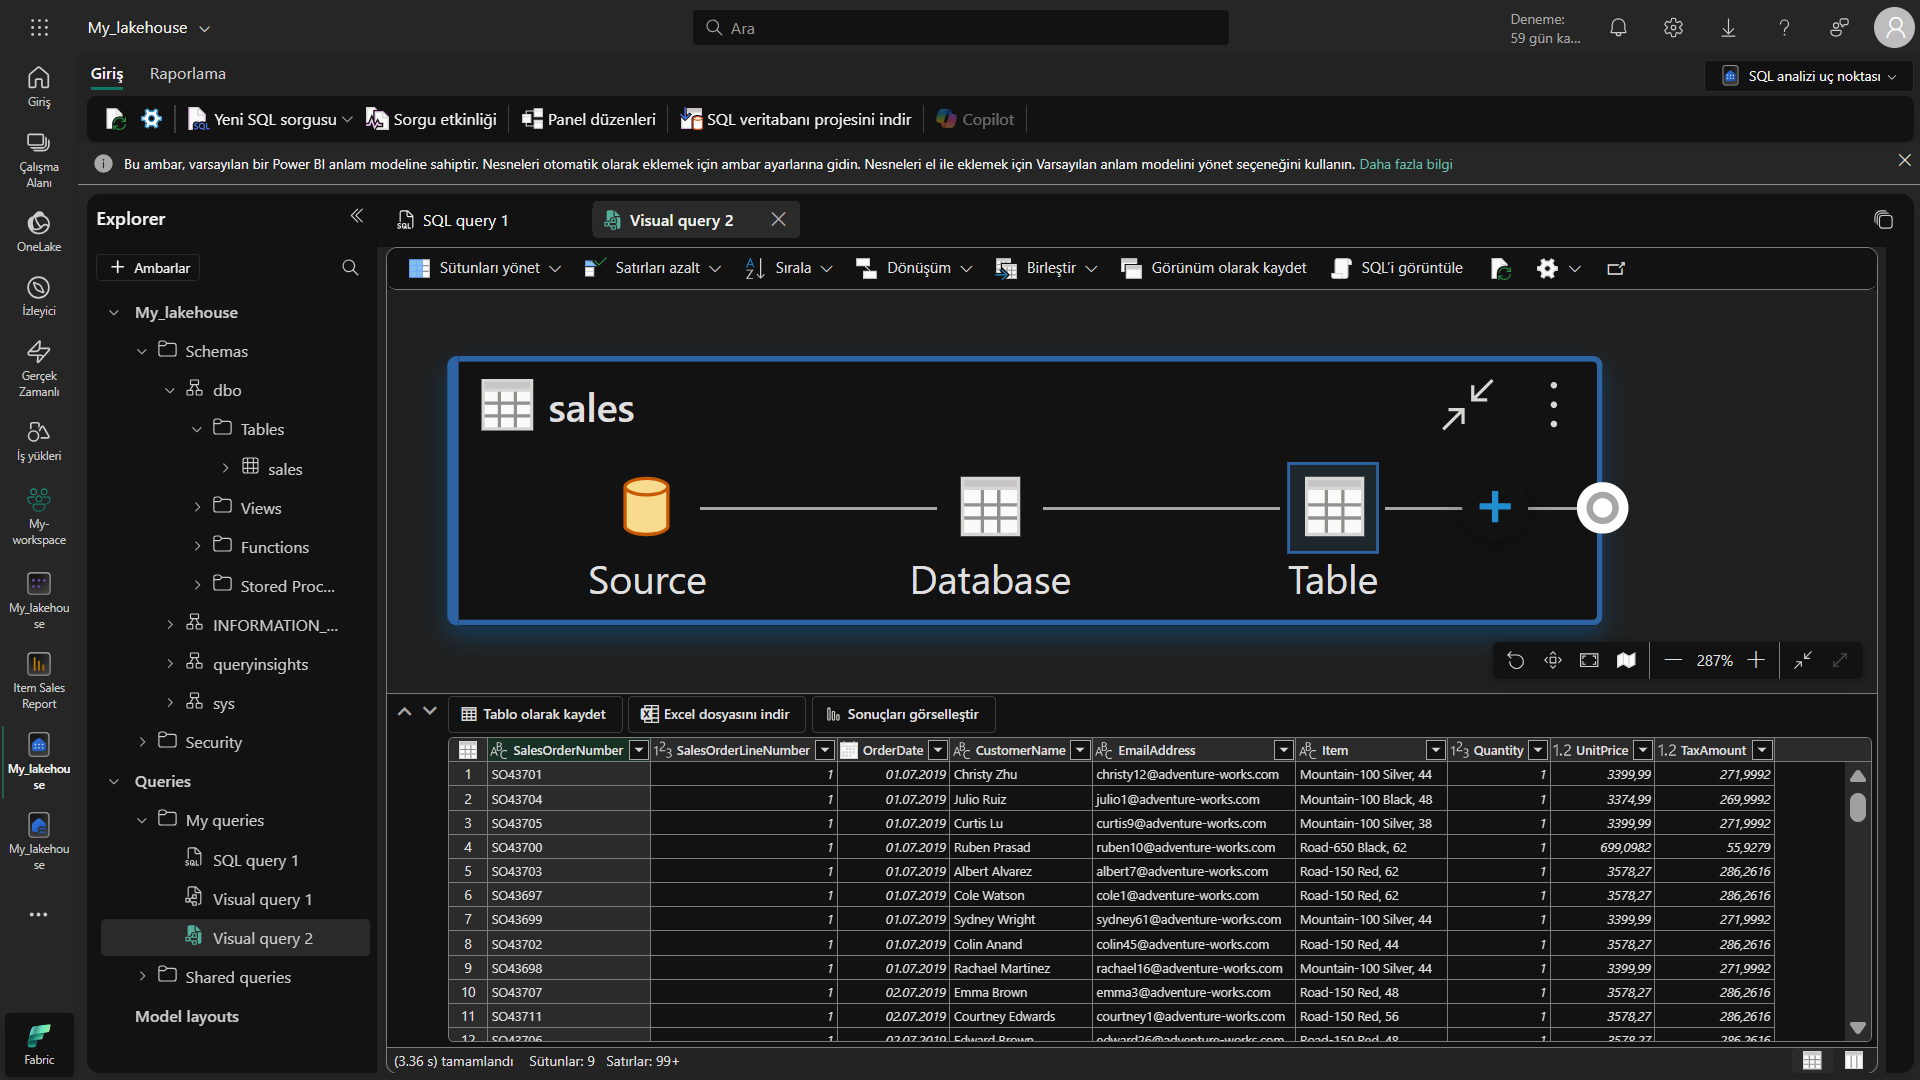 My_lakehouse
Ara
Deneme:
59 gün ka...
Giriş
Raporlama
SQL analizi uç noktası
Yeni SQL sorgusu
Sorgu etkinliği
Panel düzenleri
SQL veritabanı projesini indir
Copilot
Bu ambar, varsayılan bir Power BI anlam modeline sahiptir. Nesneleri otomatik olarak eklemek için ambar ayarlarına gidin. Nesneleri el ile eklemek için Varsayılan anlam modelini yönet seçeneğini kullanın. Daha fazla bilgi
Giriş
Çalışma
Alanı
OneLake
İzleyici
Gerçek
Zamanlı
İş yükleri
My-
workspace
My_lakehou
se
Item Sales
Report
My_lakehou
se
My_lakehou
se
Fabric
Explorer
Ambarlar
My_lakehouse
Schemas
dbo
Tables
sales
Views
Functions
Stored Proc...
INFORMATION_...
queryinsights
sys
Security
Queries
My queries
SQL query 1
Visual query 1
Visual query 2
Shared queries
Model layouts
SQL query 1
Visual query 2
Sütunları yönet
Satırları azalt
Sırala
Dönüşüm
Birleştir
Görünüm olarak kaydet
SQL'i görüntüle
sales
Source
Database
Table
287%
Tablo olarak kaydet
Excel dosyasını indir
Sonuçları görselleştir
SalesOrderNumber SalesOrderLineNumber OrderDate CustomerName EmailAddress Item Quantity UnitPrice TaxAmount
1 SO43701 1 01.07.2019 Christy Zhu christy12@adventure-works.com Mountain-100 Silver, 44 1 3399,99 271,9992
2 SO43704 1 01.07.2019 Julio Ruiz julio1@adventure-works.com Mountain-100 Black, 48 1 3374,99 269,9992
3 SO43705 1 01.07.2019 Curtis Lu curtis9@adventure-works.com Mountain-100 Silver, 38 1 3399,99 271,9992
4 SO43700 1 01.07.2019 Ruben Prasad ruben10@adventure-works.com Road-650 Black, 62 1 699,0982 55,9279
5 SO43703 1 01.07.2019 Albert Alvarez albert7@adventure-works.com Road-150 Red, 62 1 3578,27 286,2616
6 SO43697 1 01.07.2019 Cole Watson cole1@adventure-works.com Road-150 Red, 62 1 3578,27 286,2616
7 SO43699 1 01.07.2019 Sydney Wright sydney61@adventure-works.com Mountain-100 Silver, 44 1 3399,99 271,9992
8 SO43702 1 01.07.2019 Colin Anand colin45@adventure-works.com Road-150 Red, 44 1 3578,27 286,2616
9 SO43698 1 01.07.2019 Rachael Martinez rachael16@adventure-works.com Mountain-100 Silver, 44 1 3399,99 271,9992
10 SO43707 1 02.07.2019 Emma Brown emma3@adventure-works.com Road-150 Red, 48 1 3578,27 286,2616
11 SO43711 1 02.07.2019 Courtney Edwards courtney1@adventure-works.com Road-150 Red, 56 1 3578,27 286,2616
12 SO43706 1 02.07.2019 Edward Brown edward26@adventure-works.com Road-150 Red, 48 1 3578,27 286,2616
(3.36 s) tamamlandı Sütunlar: 9 Satırlar: 99+